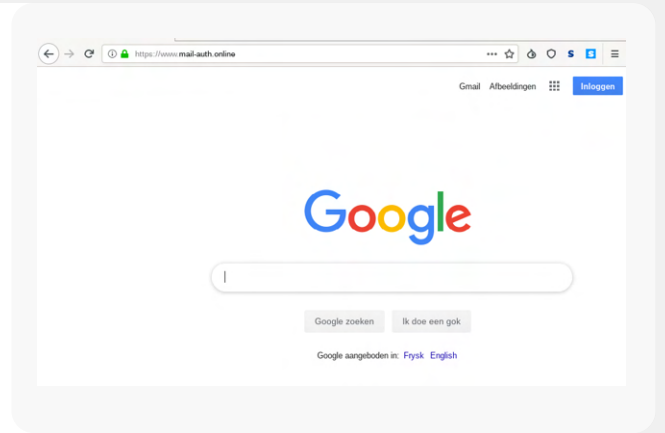 https://www.mail-auth.online
S
S
Gmail Afbeeldingen Inloggen
Google
Google zoeken Ik doe een gok
Google aangeboden in: Frysk English